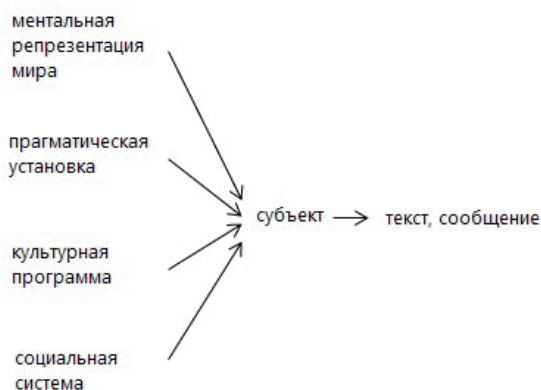 ментальная
репрезентация
мира
прагматическая
установка
субъект
текст, сообщение
культурная
программа
социальная
система